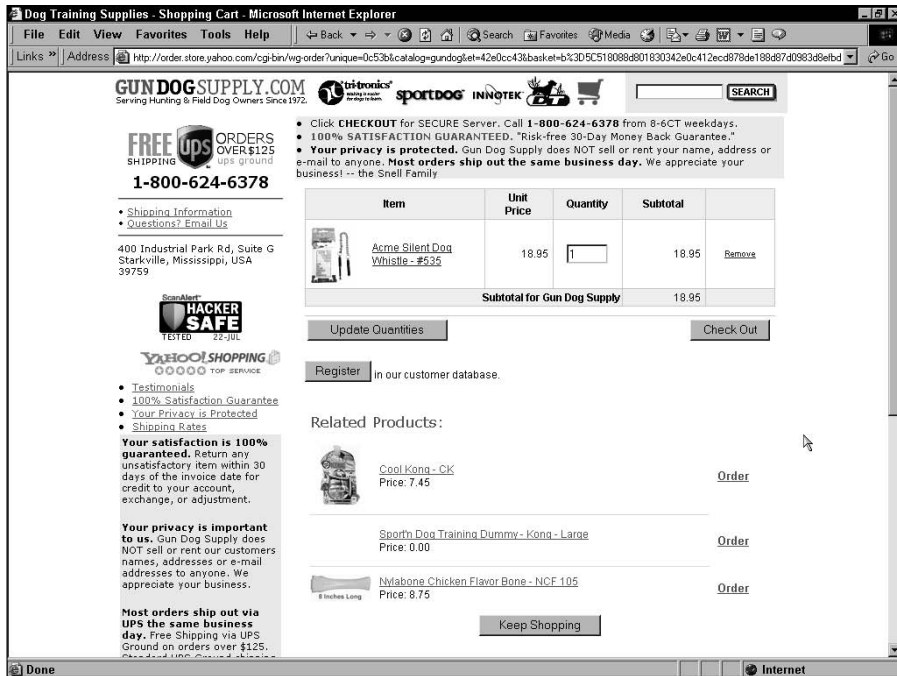 Dog Training Supplies - Shopping Cart - Microsoft Internet Explorer
File Edit View Favorites Tools Help Back Search Favorites Media
Links » Address http://order.store.yahoo.com/cgi-bin/wg-order?unique=0c53b&catalog=gundog&et=42e0cc43&basket=b%3D5C518088d801830342e0c412ecd878de188d87d0983d8efbd Go
GUN DOG SUPPLY.COM
Serving Hunting & Field Dog Owners Since 1972.
tri-tronics
SPORTDOG INNOTEK
SEARCH
FREE SHIPPING ups ORDERS OVER $125 ups ground
1-800-624-6378
• Shipping Information
• Questions? Email Us
400 Industrial Park Rd, Suite G
Starkville, Mississippi, USA
39759
ScanAlert
HACKER
SAFE
TESTED 22-JUL
YAHOO! SHOPPING
TOP SERVICE
• Testimonials
• 100% Satisfaction Guarantee
• Your Privacy is Protected
• Shipping Rates
Your satisfaction is 100%
guaranteed. Return any
unsatisfactory item within 30
days of the invoice date for
credit to your account,
exchange, or adjustment.
Your privacy is important
to us. Gun Dog Supply does
NOT sell or rent our customers
names, addresses or e-mail
addresses to anyone. We
appreciate your business.
Most orders ship out via
UPS the same business
day. Free Shipping via UPS
Ground on orders over $125.
Standard UPS Ground shipping
• Click CHECKOUT for SECURE Server. Call 1-800-624-6378 from 8-6CT weekdays.
• 100% SATISFACTION GUARANTEED. "Risk-free 30-Day Money Back Guarantee."
• Your privacy is protected. Gun Dog Supply does NOT sell or rent your name, address or
e-mail to anyone. Most orders ship out the same business day. We appreciate your
business! -- the Snell Family
Item Unit Price Quantity Subtotal
Acme Silent Dog
Whistle - #535 18.95 1 18.95 Remove
Subtotal for Gun Dog Supply 18.95
Update Quantities Check Out
Register in our customer database.
Related Products:
Cool Kong - CK
Price: 7.45 Order
Sport'n Dog Training Dummy - Kong - Large
Price: 0.00 Order
8 Inches Long
Nylabone Chicken Flavor Bone - NCF 105
Price: 8.75 Order
Keep Shopping
Done Internet